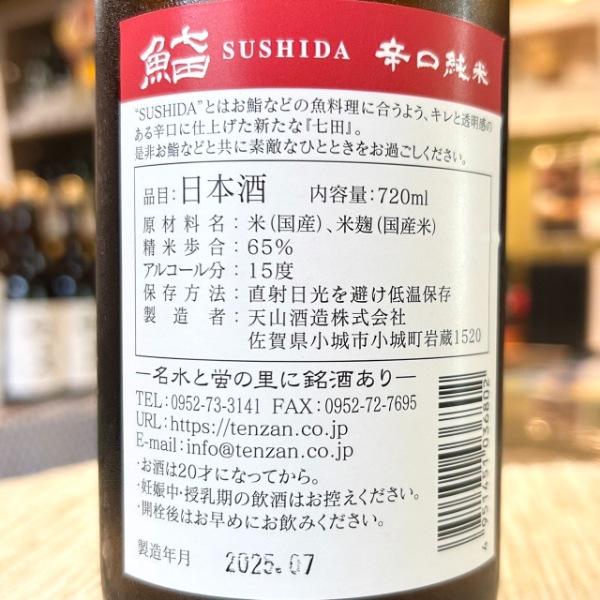 鮨 SUSHIDA 辛口純米
“SUSHIDA”とはお鮨などの魚料理に合うよう、キレと透明感の
ある辛口に仕上げた新たな『七田』。
是非お鮨などと共に素敵なひとときをお過ごしください。
品目:日本酒 内容量:720ml
原材料名:米(国産)、米麹(国産米)
精米歩合:65%
アルコール分:15度
保存方法:直射日光を避け低温保存
製造者:天山酒造株式会社
佐賀県小城市小城町岩蔵1520
―名水と蛍の里に銘酒あり―
TEL:0952-73-3141 FAX:0952-72-7695
URL:https://tenzan.co.jp
E-mail:info@tenzan.co.jp
・お酒は20才になってから。
・妊娠中・授乳期の飲酒はお控えください。
・開栓後はお早めにお飲みください。
製造年月 2025.07
4951451036802